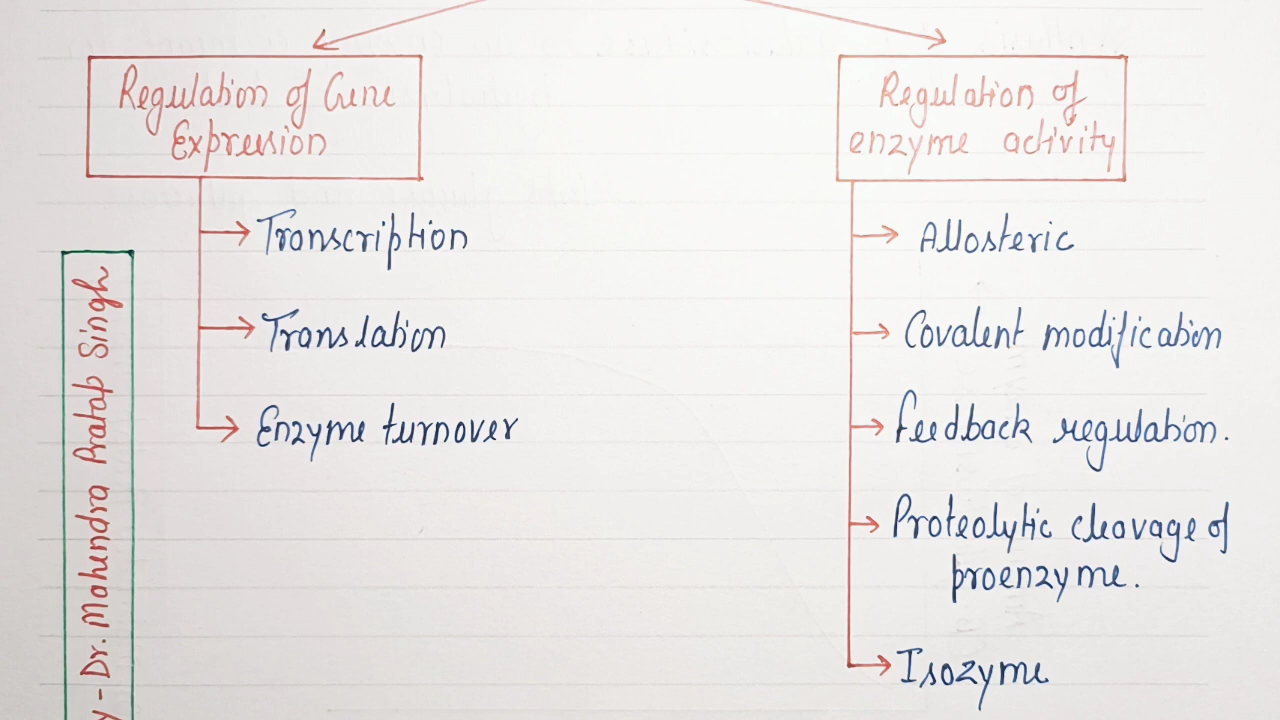 Regulation of Gene
Expression
Transcription
Translation
Enzyme turnover
Regulation of
enzyme activity
Allosteric
Covalent modification
Feedback regulation.
Proteolytic cleavage of
proenzyme.
Isozyme
y - Dr. Mahendra Pratap Singh